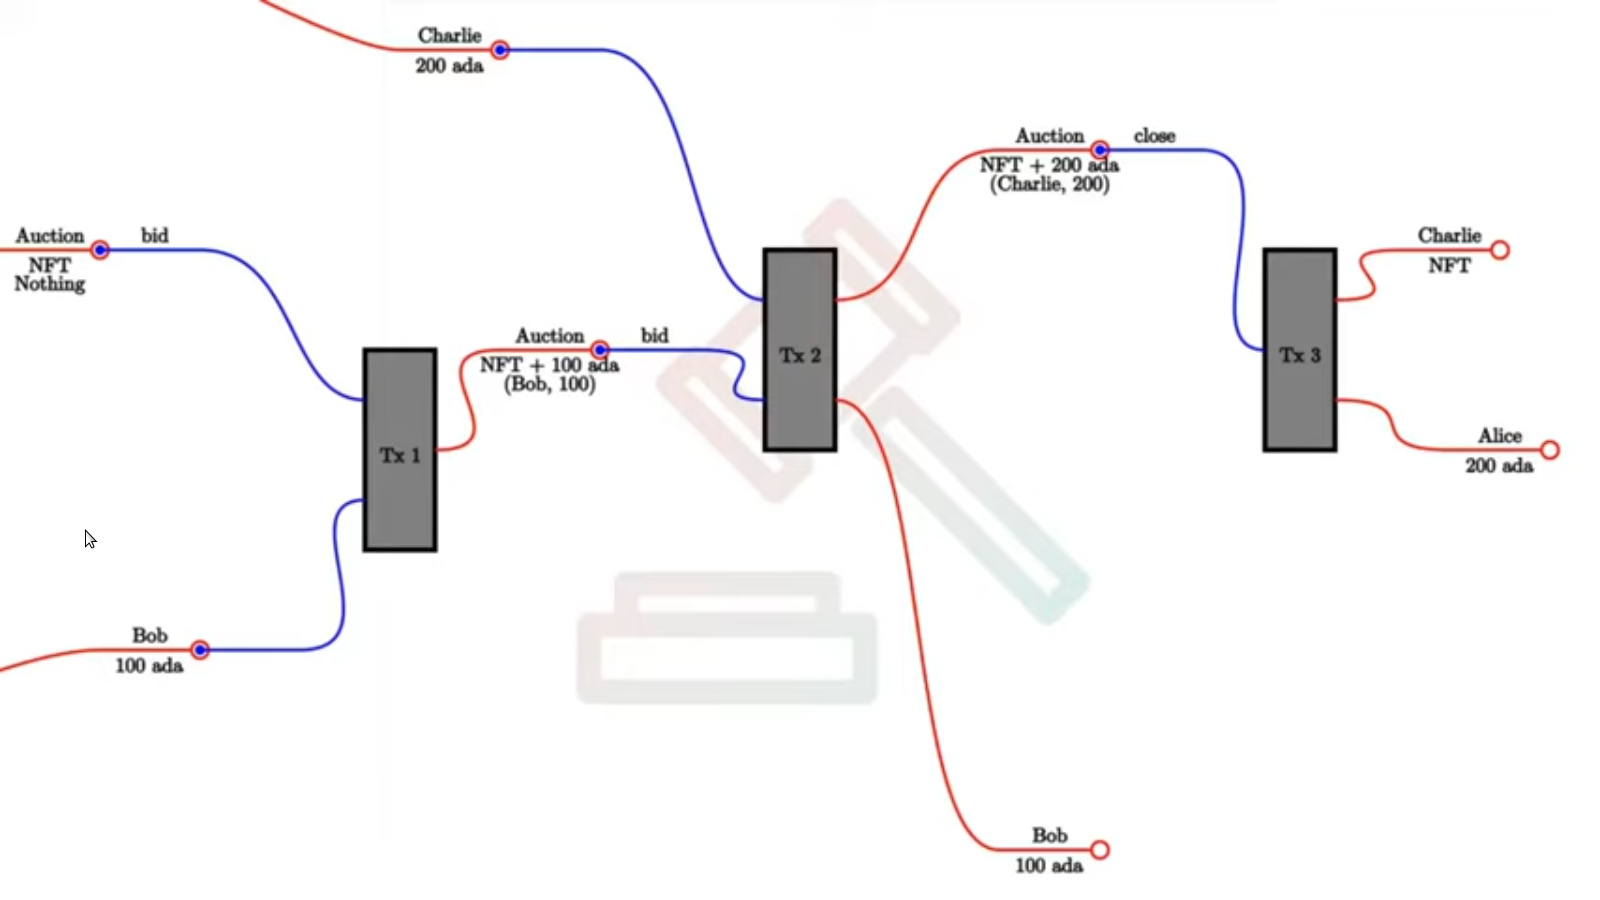 Charlie
200 ada
Auction
close
NFT + 200 ada
(Charlie, 200)
Auction
bid
NFT
Nothing
Charlie
NFT
Auction
bid
NFT + 100 ada
(Bob, 100)
Tx 2
Tx 3
Tx 1
Alice
200 ada
Bob
100 ada
Bob
100 ada